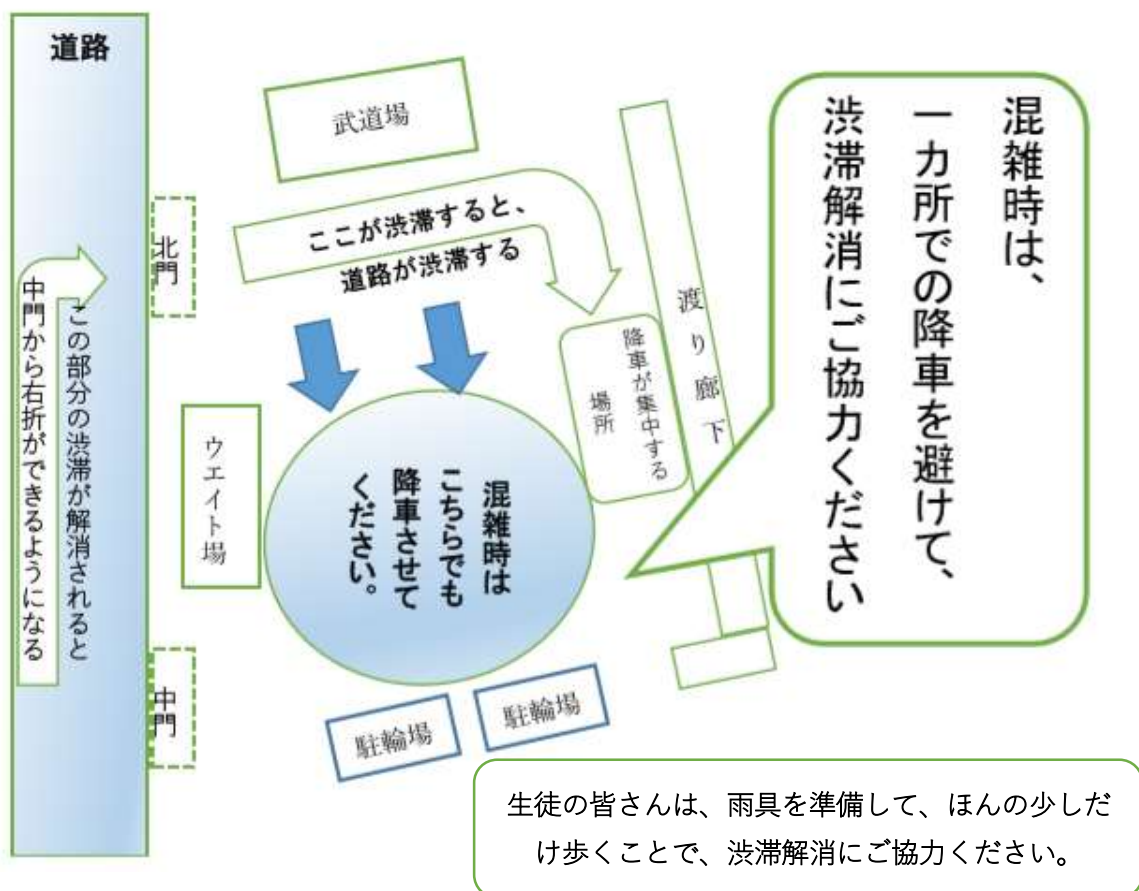 道路
武道場
混雑時は、
一カ所での降車を避けて、
渋滞解消にご協力ください
ここが渋滞すると、
道路が渋滞する
北門
渡り廊下
降車が集中する
場所
この部分の渋滞が解消されると
中門から右折ができるようになる
ウエイト場
混雑時は
こちらでも
降車させて
ください。
中門
駐輪場
駐輪場
生徒の皆さんは、雨具を準備して、ほんの少しだ
け歩くことで、渋滞解消にご協力ください。